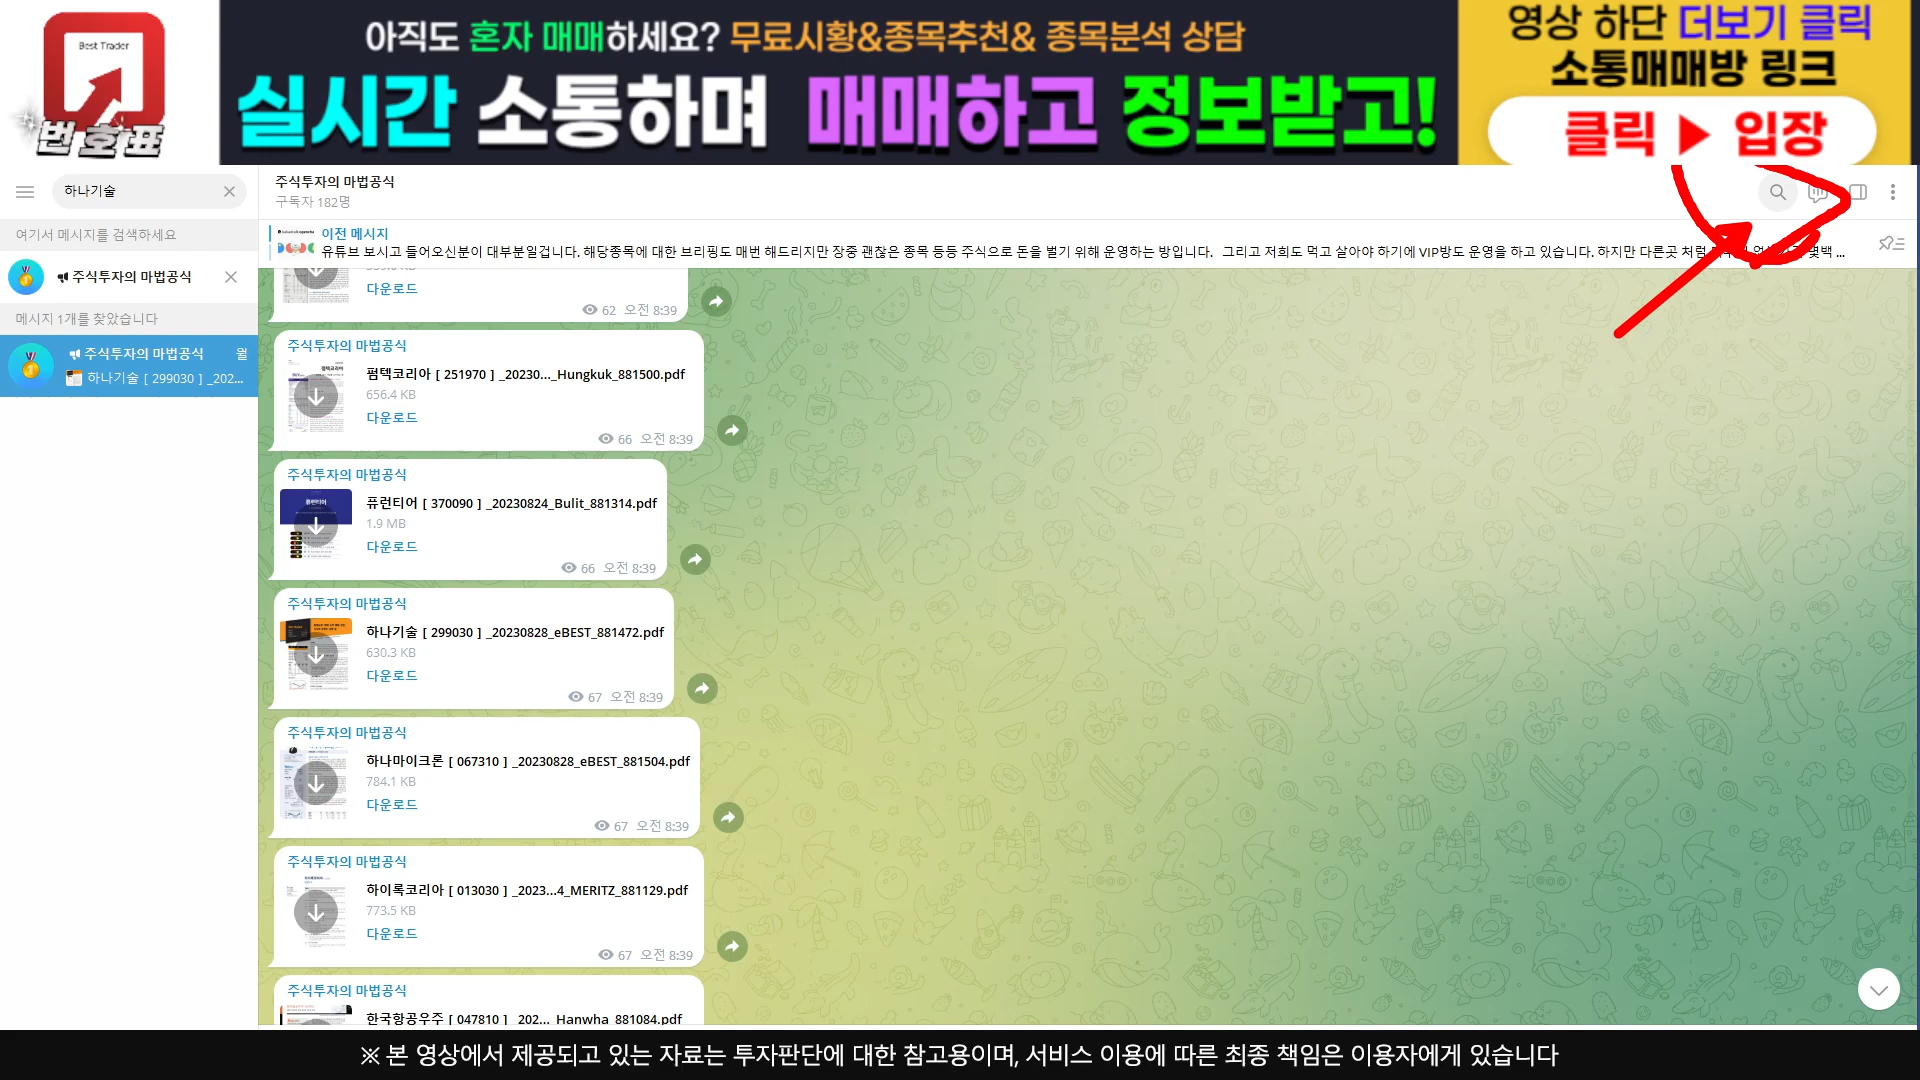 Best Trader
번호표
아직도 혼자 매매하세요? 무료시황&종목추천& 종목분석 상담
실시간 소통하며 매매하고 정보받고!
영상 하단 더보기 클릭
소통매매방 링크
클릭 ▶ 입장
하나기술
여기서 메시지를 검색하세요
주식투자의 마법공식
메시지 1개를 찾았습니다
주식투자의 마법공식 월
하나기술 [ 299030 ] _202...
주식투자의 마법공식
구독자 182명
이전 메시지
유튜브 보시고 들어오신분이 대부분일겁니다. 해당종목에 대한 브리핑도 매번 해드리지만 장중 괜찮은 종목 등등 주식으로 돈을 벌기 위해 운영하는 방입니다. 그리고 저희도 먹고 살아야 하기에 VIP방도 운영을 하고 있습니다. 하지만 다른곳 처럼 몇백 ...
다운로드
62 오전 8:39
주식투자의 마법공식
펌텍코리아 [ 251970 ] _20230..._Hungkuk_881500.pdf
656.4 KB
다운로드
66 오전 8:39
주식투자의 마법공식
퓨런티어 [ 370090 ] _20230824_Bulit_881314.pdf
1.9 MB
다운로드
66 오전 8:39
주식투자의 마법공식
하나기술 [ 299030 ] _20230828_eBEST_881472.pdf
630.3 KB
다운로드
67 오전 8:39
주식투자의 마법공식
하나마이크론 [ 067310 ] _20230828_eBEST_881504.pdf
784.1 KB
다운로드
67 오전 8:39
주식투자의 마법공식
하이록코리아 [ 013030 ] _2023...4_MERITZ_881129.pdf
773.5 KB
다운로드
67 오전 8:39
주식투자의 마법공식
한국항공우주 [ 047810 ] _202..._Hanwha_881084.pdf
※ 본 영상에서 제공되고 있는 자료는 투자판단에 대한 참고용이며, 서비스 이용에 따른 최종 책임은 이용자에게 있습니다